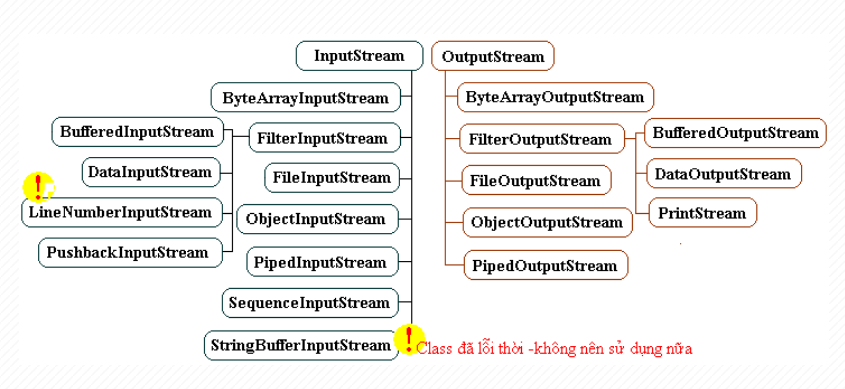 InputStream
OutputStream
ByteArrayInputStream
ByteArrayOutputStream
BufferedInputStream
FilterInputStream
FilterOutputStream
BufferedOutputStream
DataInputStream
FileInputStream
FileOutputStream
DataOutputStream
!
LineNumberInputStream
ObjectInputStream
ObjectOutputStream
PrintStream
PushbackInputStream
PipedInputStream
PipedOutputStream
SequenceInputStream
StringBufferInputStream
! Class đã lỗi thời -không nên sử dụng nữa